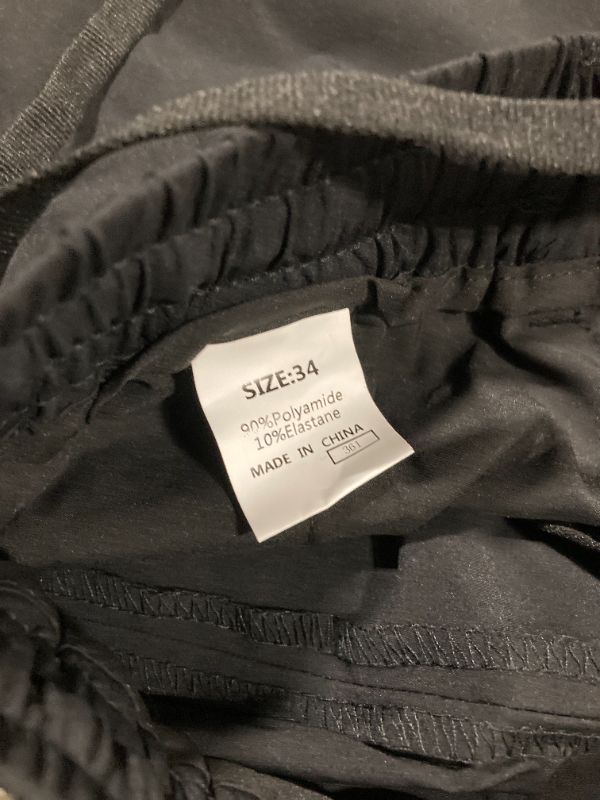 SIZE:34
90%Polyamide
10%Elastane
MADE IN CHINA
361